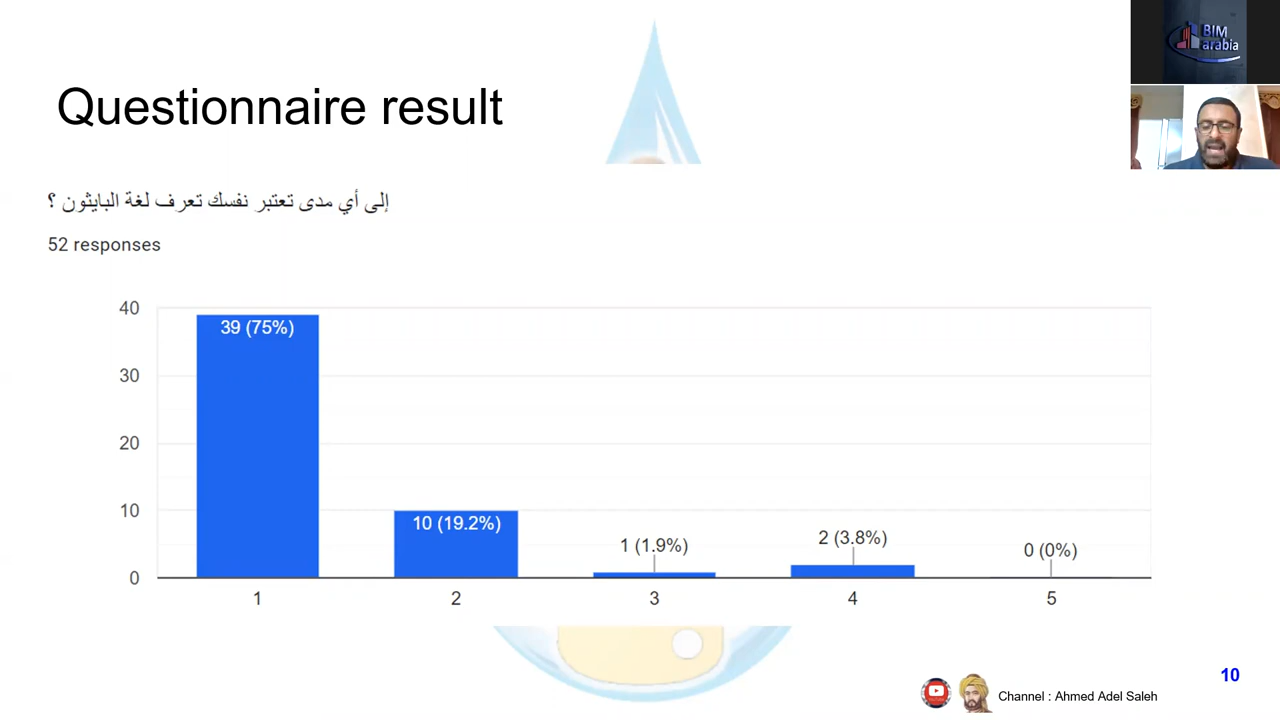 BIM
arabia
Questionnaire result
إلى أي مدى تعتبر نفسك تعرف لغة البايثون ؟
52 responses
40
30
20
10
0
39 (75%)
10 (19.2%)
1 (1.9%)
2 (3.8%)
0 (0%)
1
2
3
4
5
10
Channel : Ahmed Adel Saleh